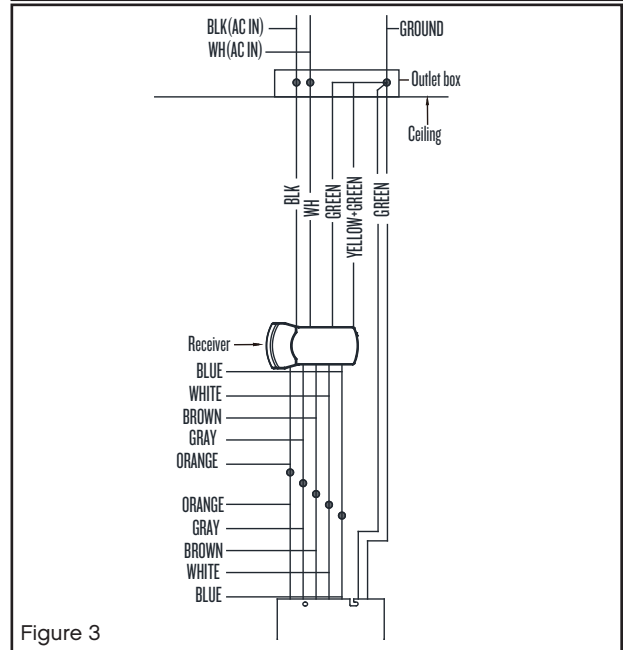 BLK(AC IN)
WH(AC IN)
GROUND
Outlet box
Ceiling
BLK
WH
GREEN
YELLOW+GREEN
GREEN
Receiver
BLUE
WHITE
BROWN
GRAY
ORANGE
ORANGE
GRAY
BROWN
WHITE
BLUE
Figure 3